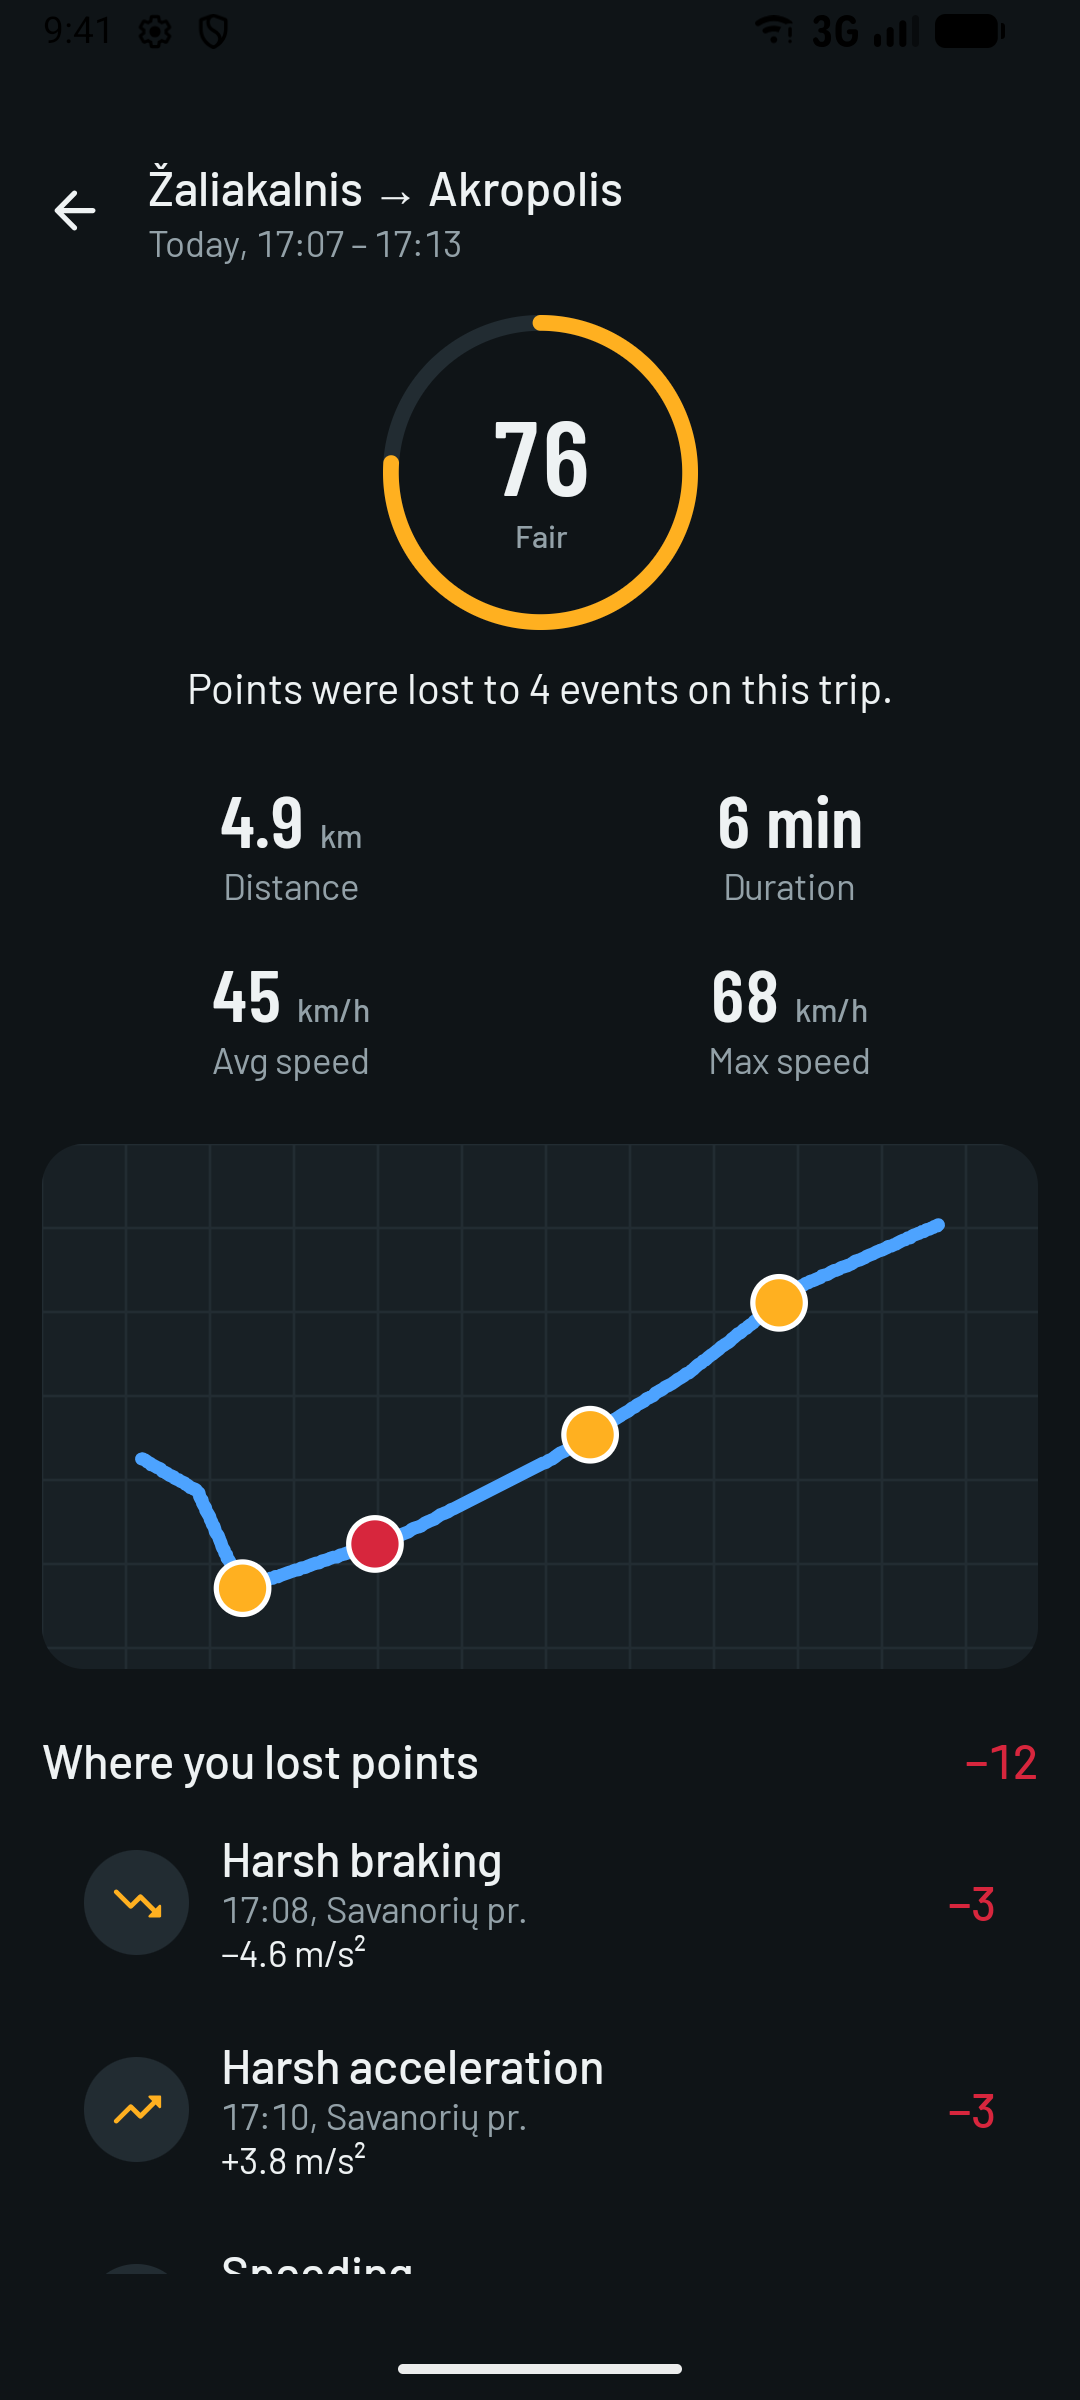 9:41
3G
Žaliakalnis → Akropolis
Today, 17:07 – 17:13
76
Fair
Points were lost to 4 events on this trip.
4.9 km
Distance
6 min
Duration
45 km/h
Avg speed
68 km/h
Max speed
Where you lost points
−12
Harsh braking
17:08, Savanorių pr.
−4.6 m/s²
−3
Harsh acceleration
17:10, Savanorių pr.
+3.8 m/s²
−3
Speeding